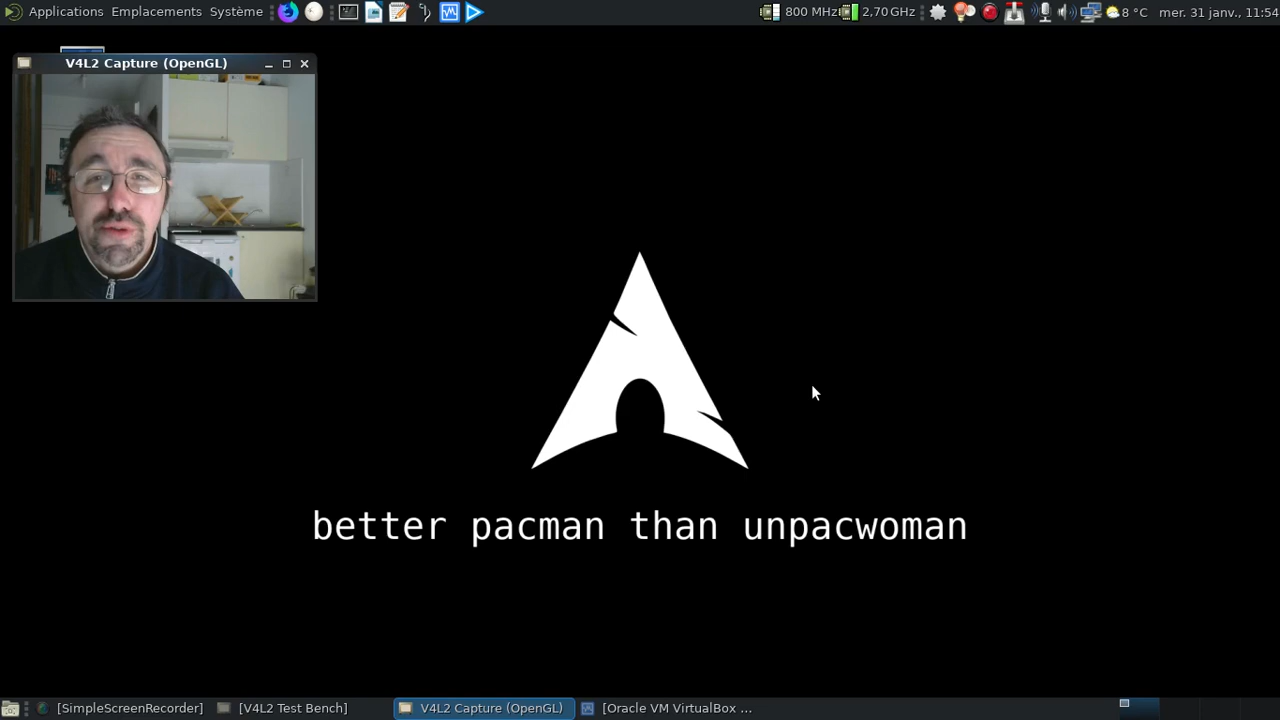 Applications Emplacements Système 800 MHz 2,70 GHz 8 °C mer. 31 janv., 11:54
V4L2 Capture (OpenGL)
better pacman than unpacwoman
[SimpleScreenRecorder] [V4L2 Test Bench] V4L2 Capture (OpenGL) [Oracle VM VirtualBox ...